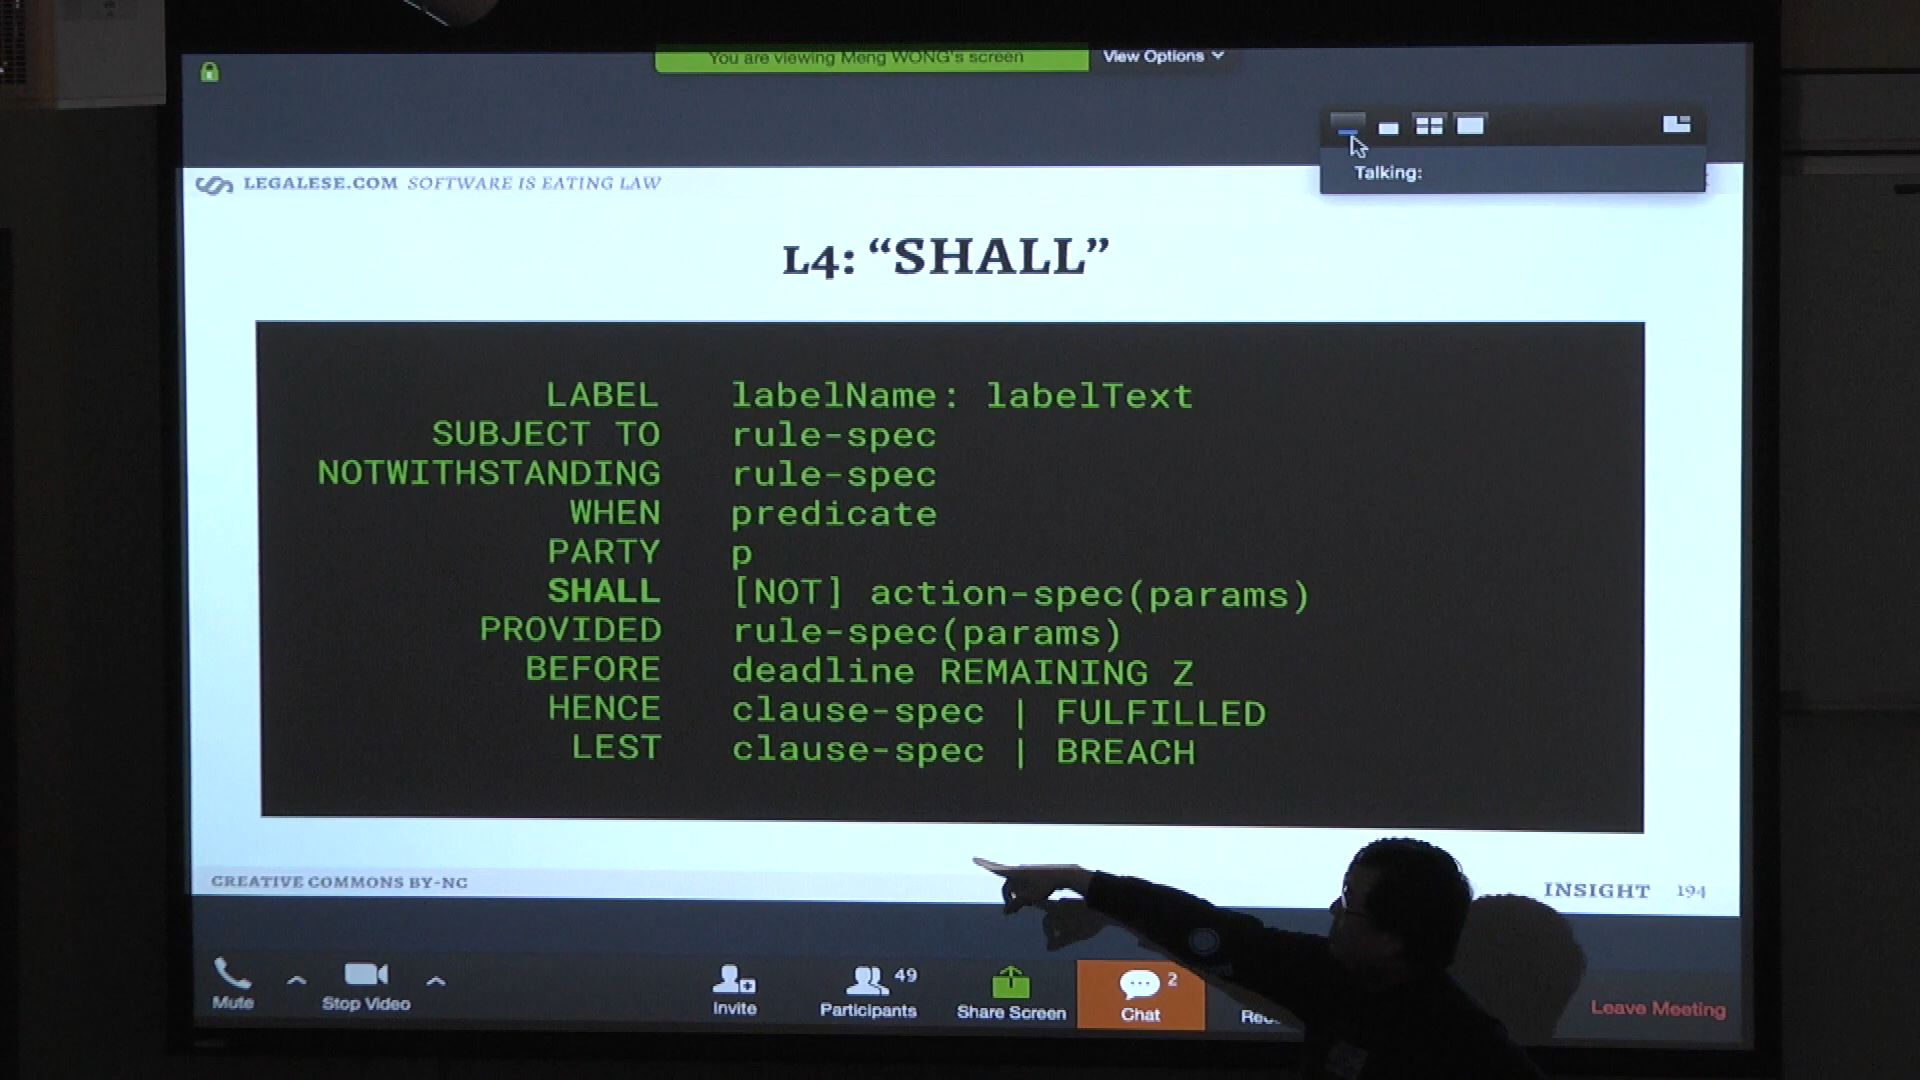 You are viewing Meng WONG's screen
View Options
Talking:
LEGALESE.COM SOFTWARE IS EATING LAW
L4: “SHALL”
LABEL labelName: labelText
SUBJECT TO rule-spec
NOTWITHSTANDING rule-spec
WHEN predicate
PARTY p
SHALL [NOT] action-spec(params)
PROVIDED rule-spec(params)
BEFORE deadline REMAINING Z
HENCE clause-spec | FULFILLED
LEST clause-spec | BREACH
CREATIVE COMMONS BY-NC
INSIGHT 194
Mute
Stop Video
Invite
Participants 49
Share Screen
Chat 2
Leave Meeting